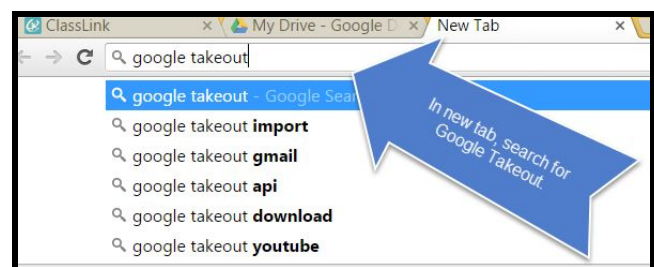 ClassLink × My Drive - Google D × New Tab ×
google takeout
google takeout - Google Sea
google takeout import
google takeout gmail
google takeout api
google takeout download
google takeout youtube
In new tab, search for
Google Takeout.